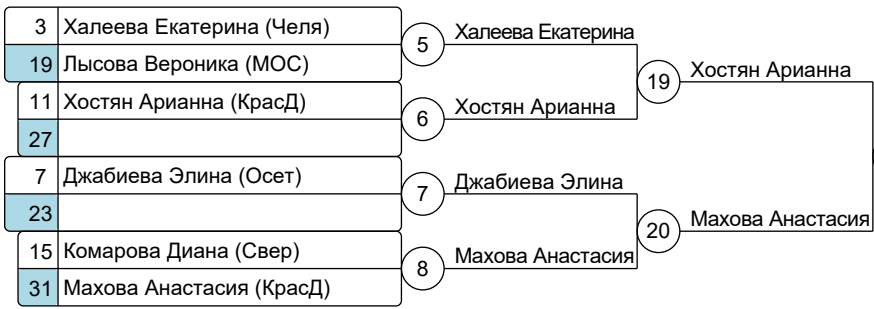 3 Халеева Екатерина (Челя)
19 Лысова Вероника (МОС)
11 Хостян Арианна (КрасД)
27
7 Джабиева Элина (Осет)
23
15 Комарова Диана (Свер)
31 Махова Анастасия (КрасД)
5 Халеева Екатерина
6 Хостян Арианна
7 Джабиева Элина
8 Махова Анастасия
19 Хостян Арианна
20 Махова Анастасия